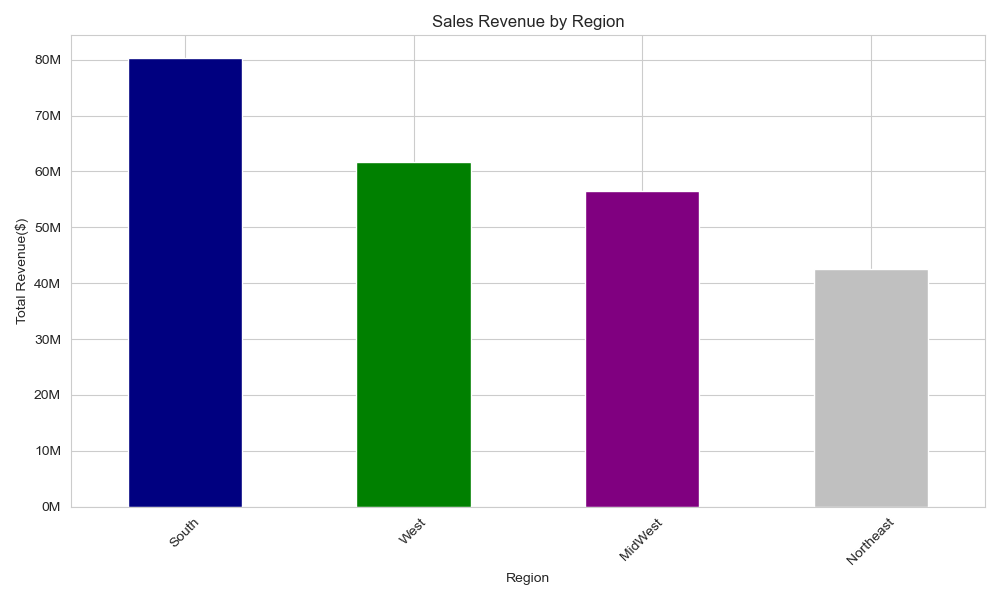 Sales Revenue by Region
Total Revenue($)
80M
70M
60M
50M
40M
30M
20M
10M
0M
South
West
MidWest
Northeast
Region